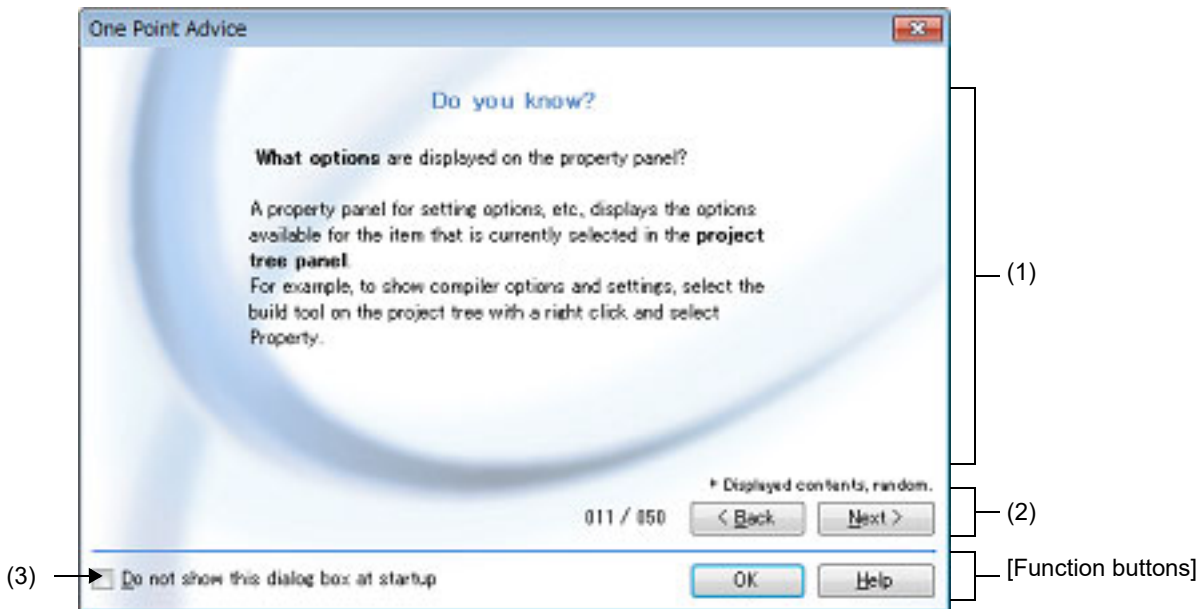 One Point Advice
Do you know?
What options are displayed on the property panel?
A property panel for setting options, etc., displays the options
available for the item that is currently selected in the project
tree panel.
For example, to show compiler options and settings, select the
build tool on the project tree with a right click and select
Property.
(1)
* Displayed contents, random.
011 / 050
< Back
Next >
(2)
(3)
Do not show this dialog box at startup
OK
Help
[Function buttons]